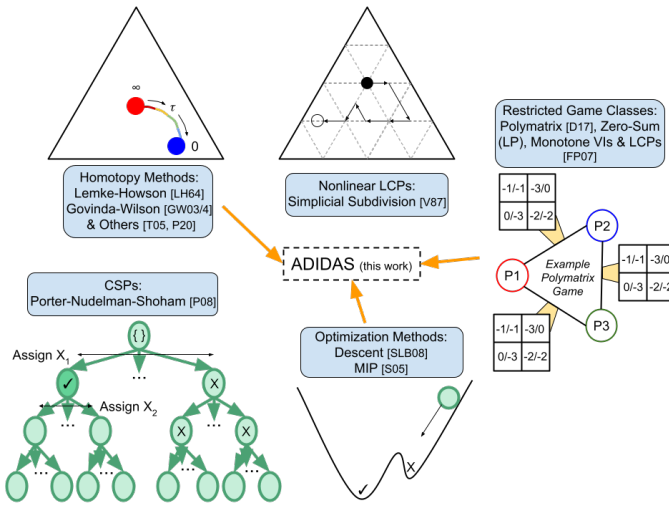 ∞
τ
0
Homotopy Methods:
Lemke-Howson [LH64]
Govinda-Wilson [GW03/4]
& Others [T05, P20]
Nonlinear LCPs:
Simplicial Subdivision [V87]
Restricted Game Classes:
Polymatrix [D17], Zero-Sum
(LP), Monotone VIs & LCPs
[FP07]
-1/-1 -3/0
0/-3 -2/-2
P2
P1
Example
Polymatrix
Game
-1/-1 -3/0
0/-3 -2/-2
P3
-1/-1 -3/0
0/-3 -2/-2
ADIDAS (this work)
CSPs:
Porter-Nudelman-Shoham [P08]
{ }
Assign X1
...
✓
X
Assign X2
...
...
X
X
...
...
Optimization Methods:
Descent [SLB08]
MIP [S05]
✓
X